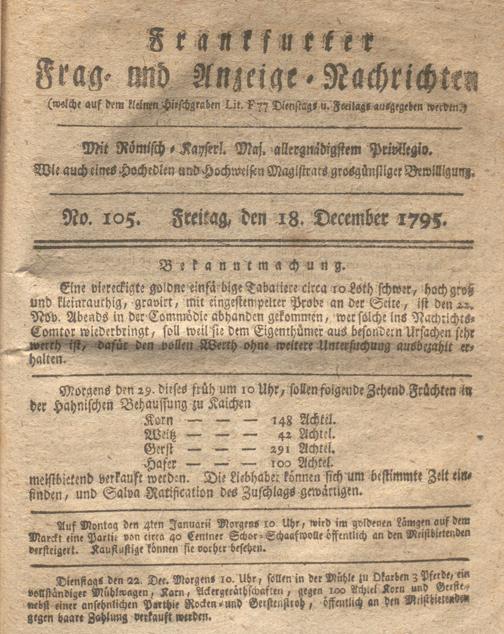 Frankfurter
Frag- und Anzeige-Nachrichten
(welche auf dem kleinen Hirschgraben Lit. F 77 Dienstags u. Freitags ausgegeben werden.)
Mit Römisch-Kayserl. Maj. allergnädigstem Privilegio.
Wie auch eines Hochedlen und Hochweisen Magistrats grosgünstiger Bewilligung.
No. 105. Freitag, den 18. December 1795.
Bekanntmachung.
Eine viereckigte goldne einfärbige Tabatiere circa 10 Loth schwer, hoch groß
und kleinrauthig, gravirt, mit eingestempelter Probe an der Seite, ist den 22.
Nov. Abends in der Commödie abhanden gekommen, wer solche ins Nachrichts-
Comtor wiederbringt, soll weil sie dem Eigenthümer aus besondern Ursachen sehr
werth ist, dafür den vollen Werth ohne weitere Untersuchung ausbezahlt er-
halten.
Morgens den 29. dieses früh um 10 Uhr, sollen folgende Zehend Früchten in
der Hahnischen Behaussung zu Kaichen
Korn — — — 148 Achtel.
Weitz — — — 42 Achtel.
Gerst — — — 291 Achtel.
Hafer — — — 100 Achtel.
meistbietend verkauft werden. Die Liebhaber können sich um bestimmte Zeit ein-
finden, und Salva Ratification des Zuschlags gewärtigen.
Auf Montag den 4ten Januarii Morgens 10. Uhr, wird im goldenen Lämgen auf dem
Marckt eine Partie von circa 40 Centner Schor-Schaafwolle öffentlich an den Meistbietenden
versteigert. Kauflustige können sie vorher besehen.
Dienstags den 22. Dec. Morgens 10. Uhr, sollen in der Mühle zu Okarben 3 Pferde, ein
vollständiger Mühlwagen, Karn, Ackergeräthschaften, gegen 100 Achtel Korn und Gerste,
nebst einer ansehnlichen Parthie Rocken- und Gerstenstroh, öffentlich an den Meistbietenden
gegen baare Zahlung verkauft werden.